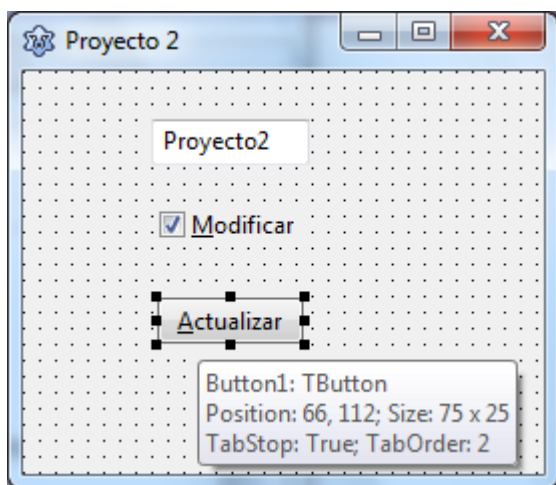 Proyecto 2
Proyecto2
Modificar
Actualizar
Button1: TButton
Position: 66, 112; Size: 75 x 25
TabStop: True; TabOrder: 2